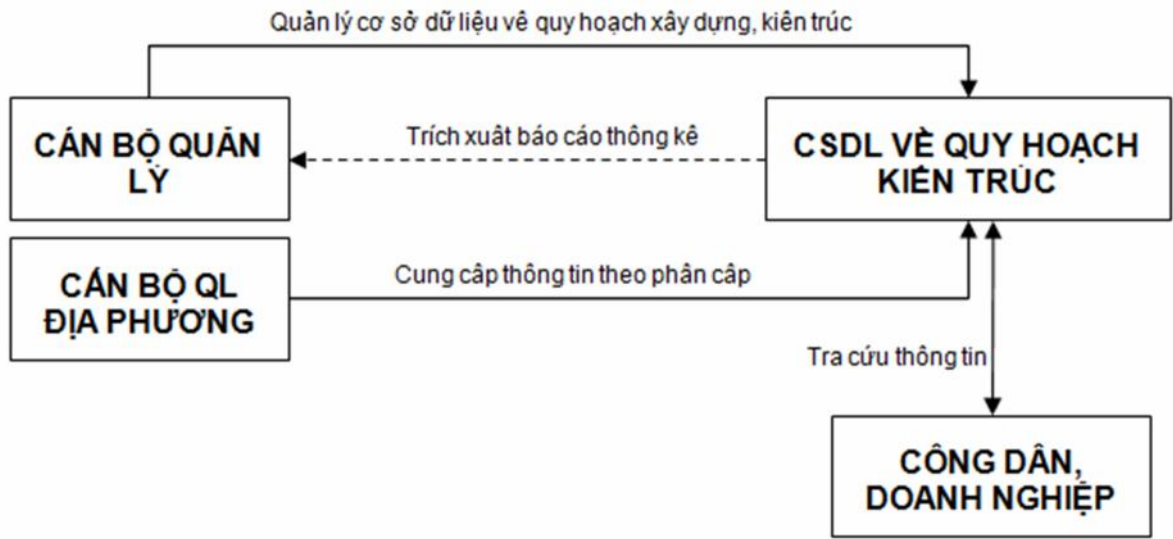 Quản lý cơ sở dữ liệu về quy hoạch xây dựng, kiến trúc
CÁN BỘ QUẢN
LÝ
Trích xuất báo cáo thống kê
CSDL VỀ QUY HOẠCH
KIẾN TRÚC
CÁN BỘ QL
ĐỊA PHƯƠNG
Cung cấp thông tin theo phân cấp
Tra cứu thông tin
CÔNG DÂN,
DOANH NGHIỆP